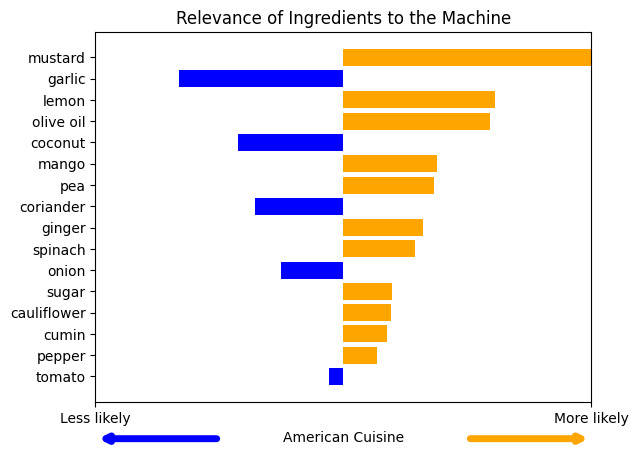 Relevance of Ingredients to the Machine
mustard
garlic
lemon
olive oil
coconut
mango
pea
coriander
ginger
spinach
onion
sugar
cauliflower
cumin
pepper
tomato
Less likely
More likely
American Cuisine